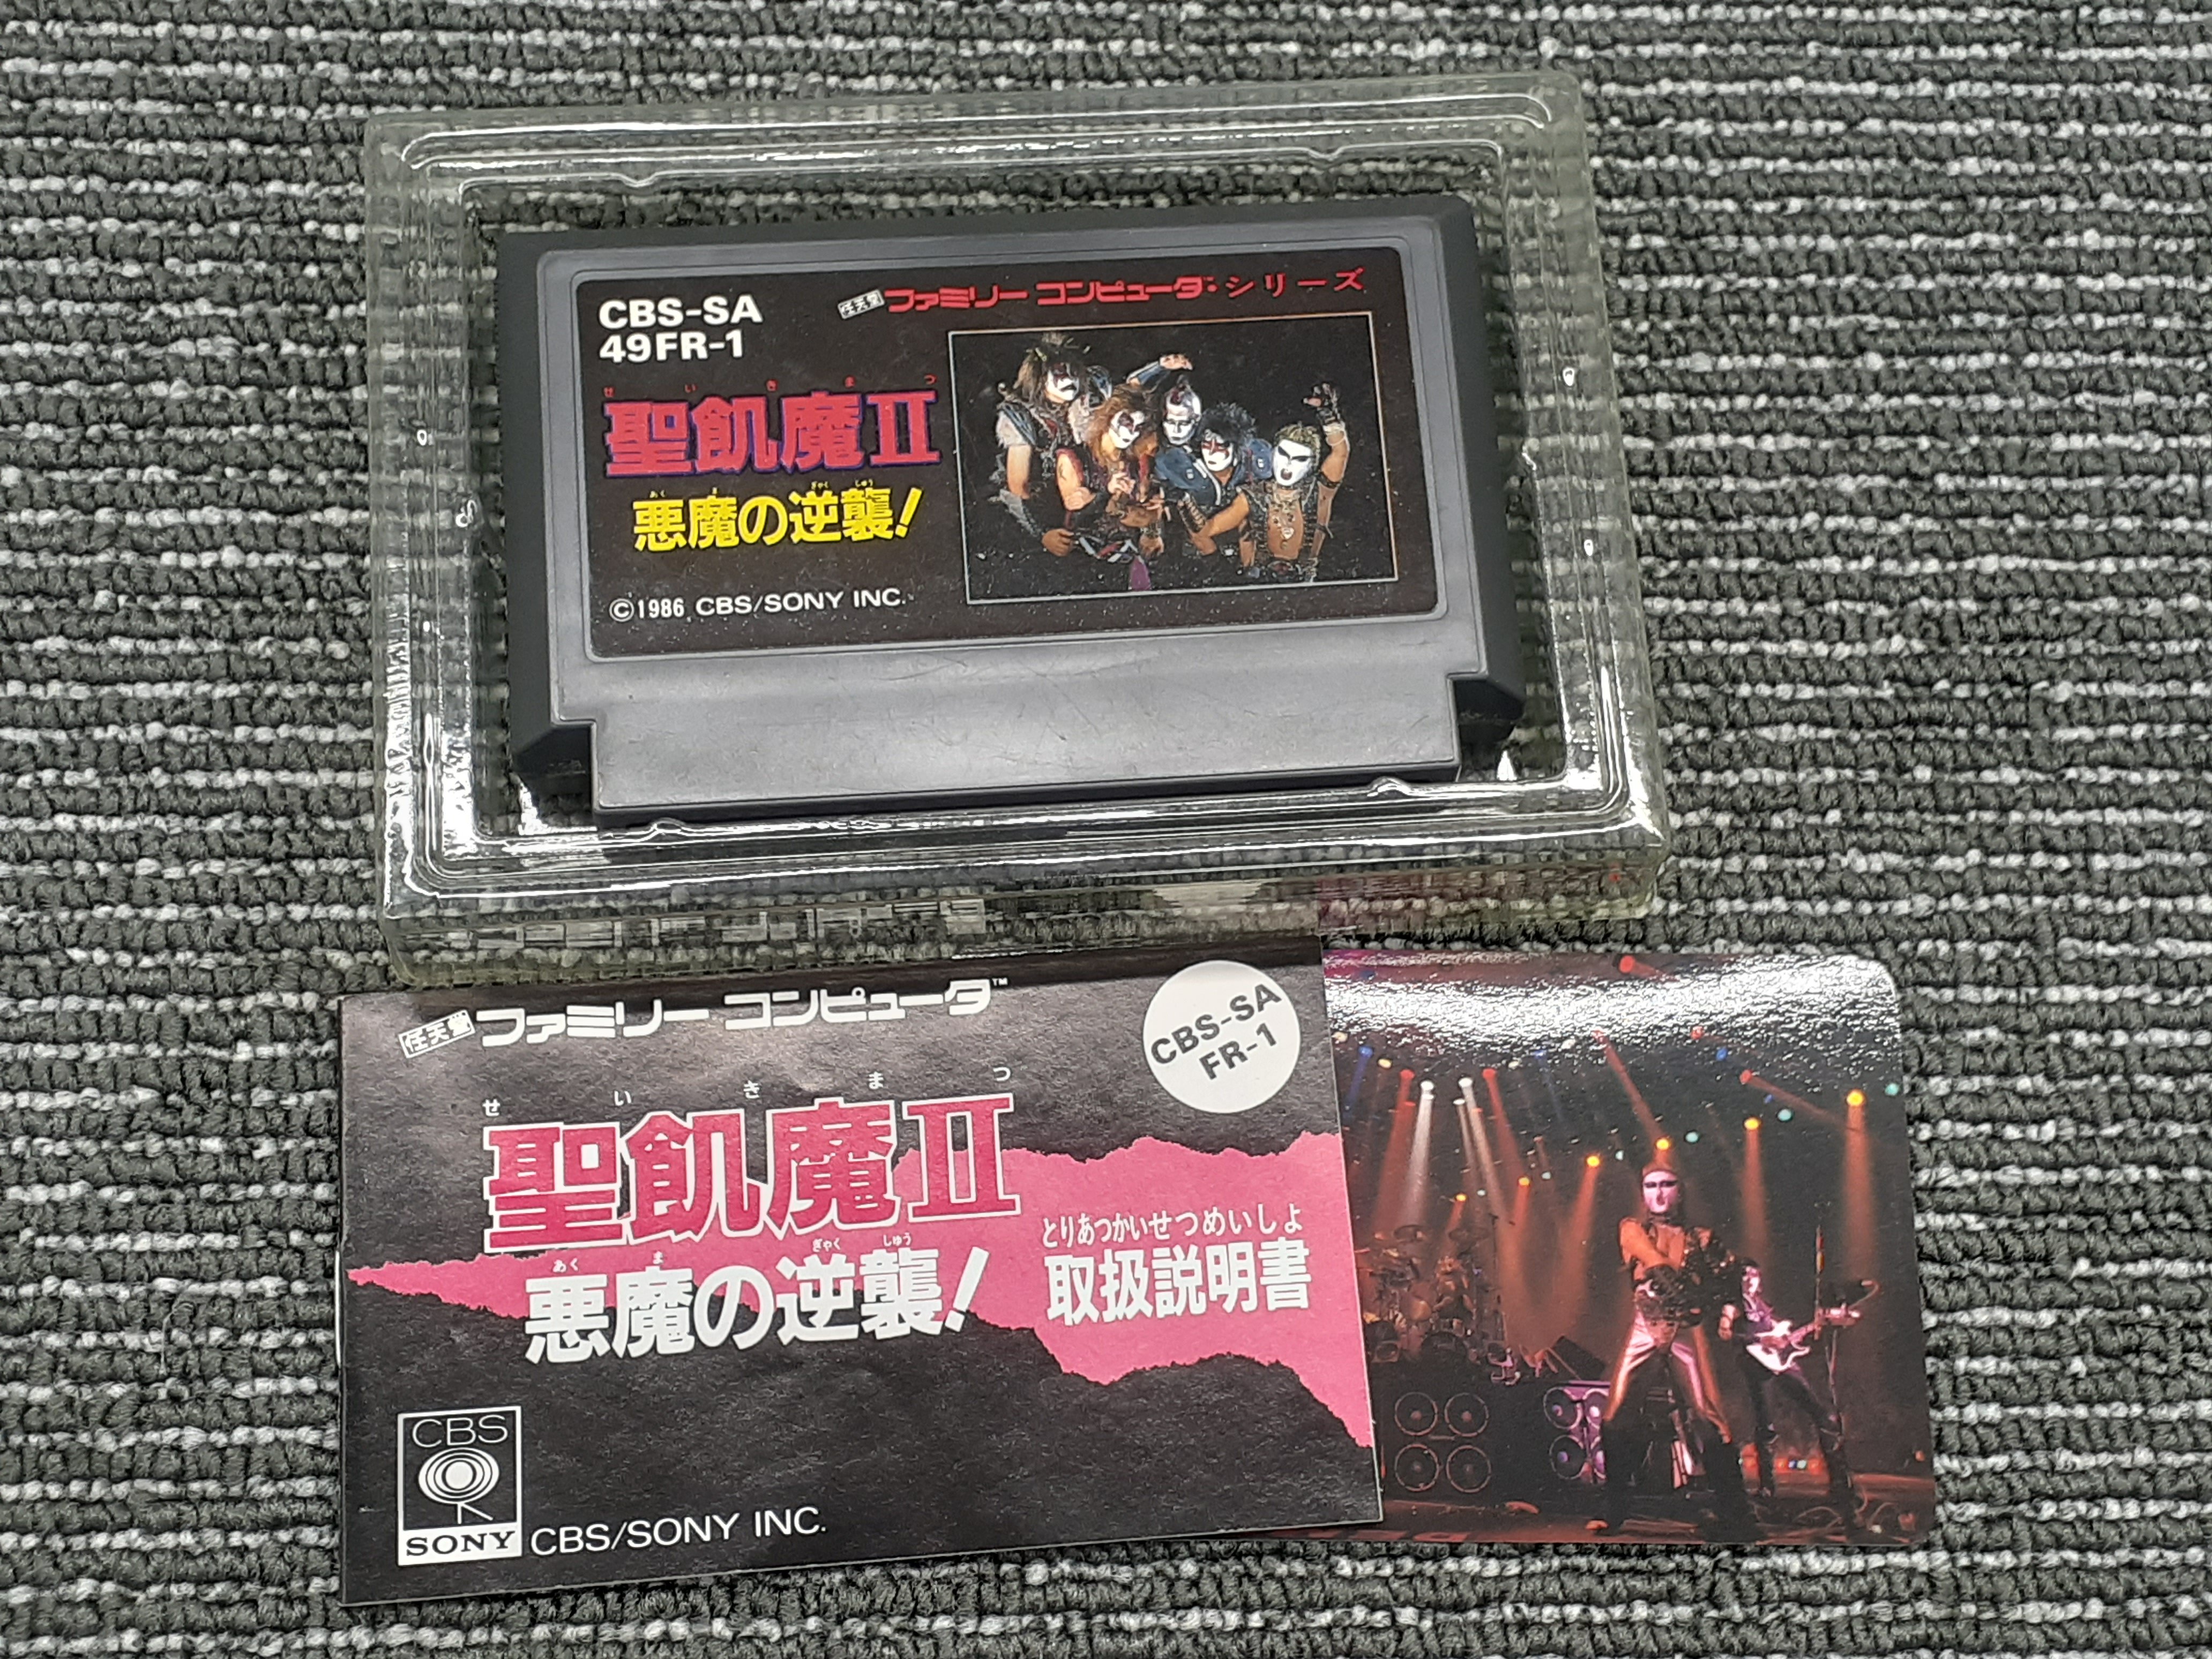 CBS-SA
49FR-1
任天堂 ファミリー コンピュータ・シリーズ
せいきまつ
聖飢魔II
あくま ぎゃくしゅう
悪魔の逆襲!
©1986 CBS/SONY INC.
任天堂 ファミリー コンピュータ™
CBS-SA
FR-1
せいきまつ
聖飢魔II
あくま ぎゃくしゅう
悪魔の逆襲!
とりあつかいせつめいしょ
取扱説明書
CBS
SONY
CBS/SONY INC.